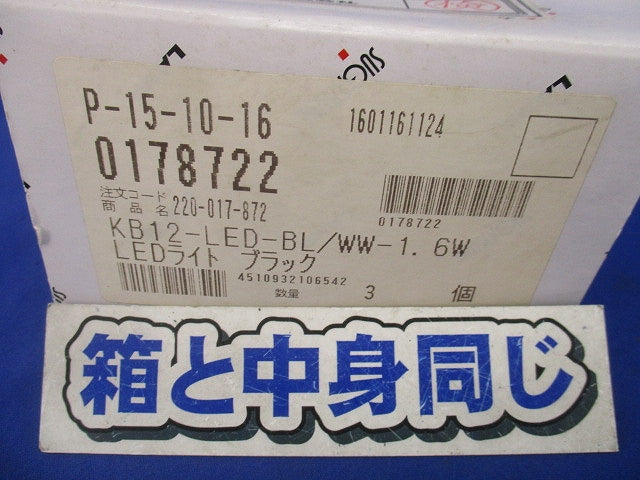 P-15-10-16
1601161124
0178722
注文コード
商品名 220-017-872
0178722
KB12-LED-BL/WW-1.6W
LEDライト ブラック
4510932106542
数量 3 個
箱と中身同じ